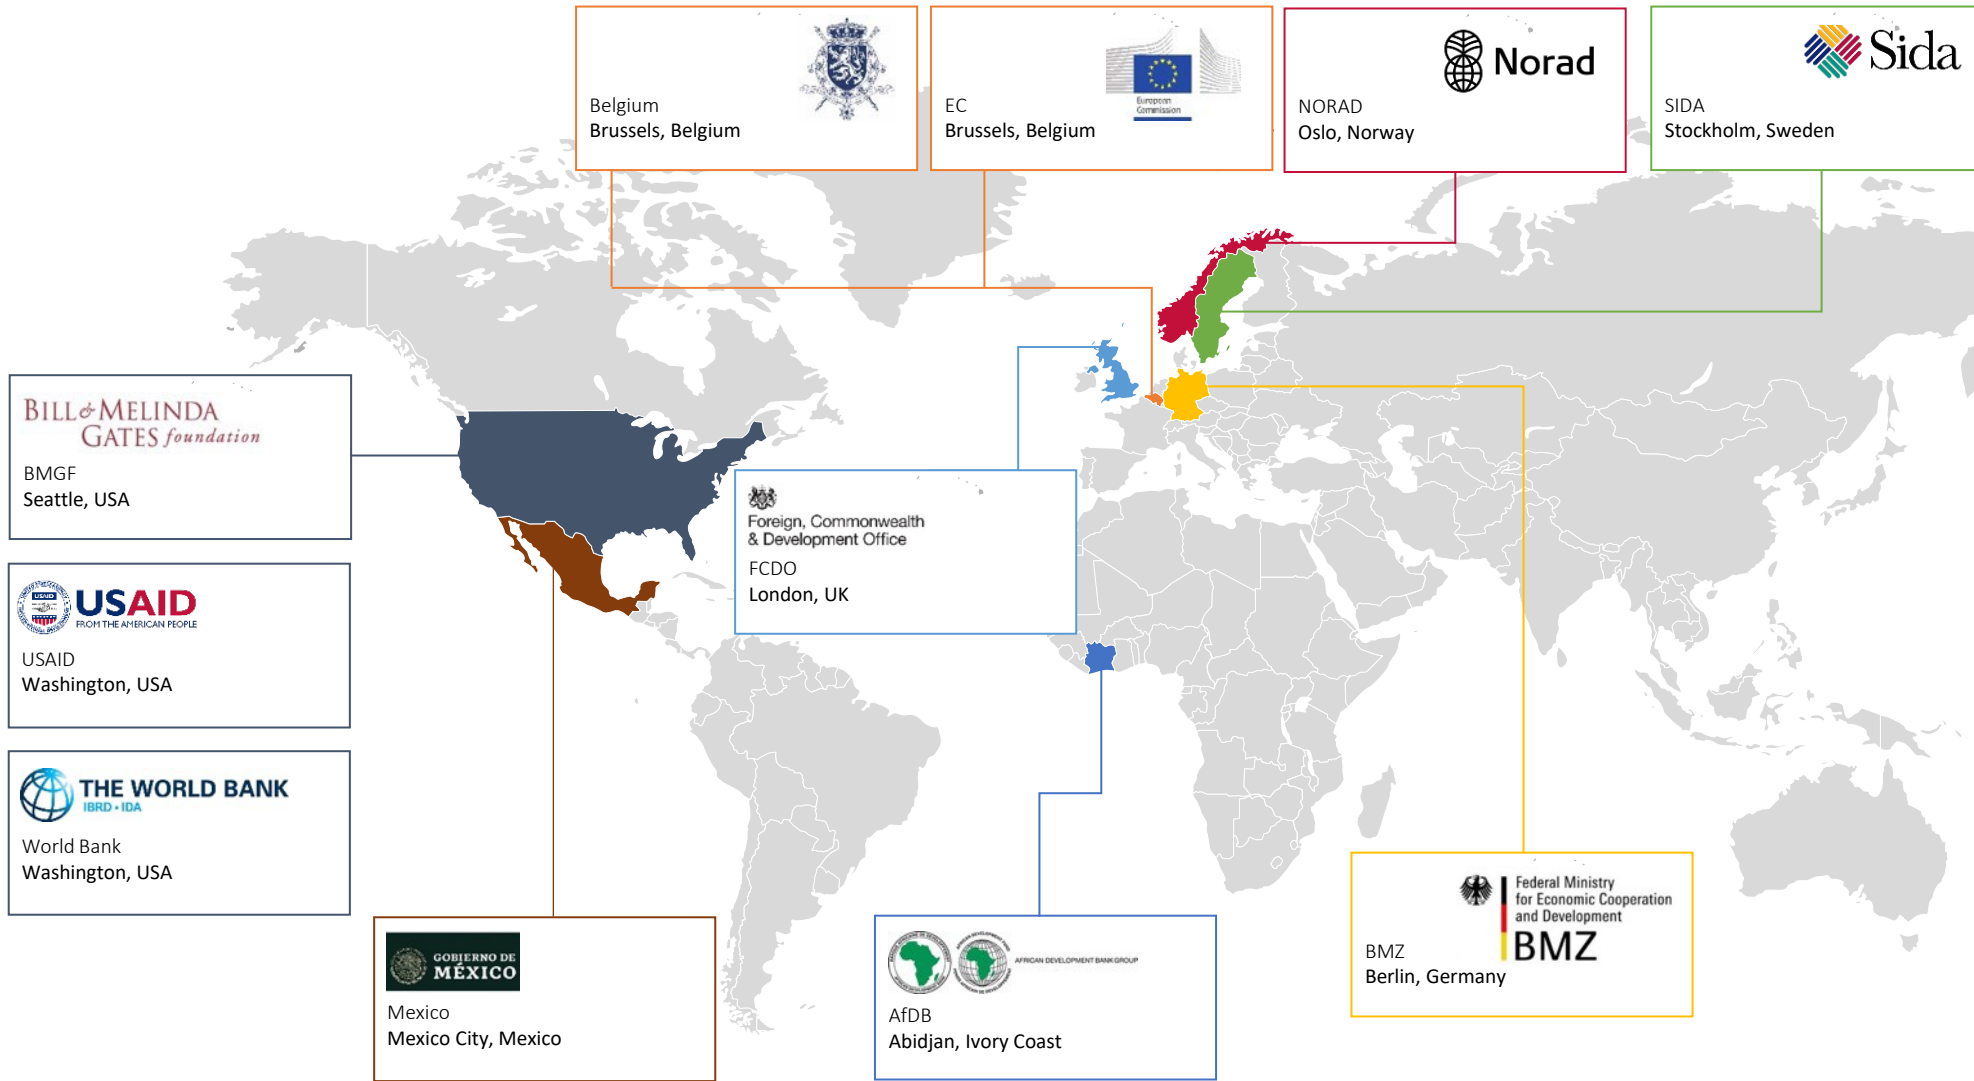 Belgium
Brussels, Belgium
European
Commission
EC
Brussels, Belgium
Norad
NORAD
Oslo, Norway
Sida
SIDA
Stockholm, Sweden
BILL & MELINDA
GATES foundation
BMGF
Seattle, USA
USAID
USAID
FROM THE AMERICAN PEOPLE
USAID
Washington, USA
THE WORLD BANK
IBRD • IDA
World Bank
Washington, USA
Foreign, Commonwealth
& Development Office
FCDO
London, UK
GOBIERNO DE
MÉXICO
Mexico
Mexico City, Mexico
AFRICAN DEVELOPMENT BANK GROUP
AfDB
Abidjan, Ivory Coast
Federal Ministry
for Economic Cooperation
and Development
BMZ
BMZ
Berlin, Germany